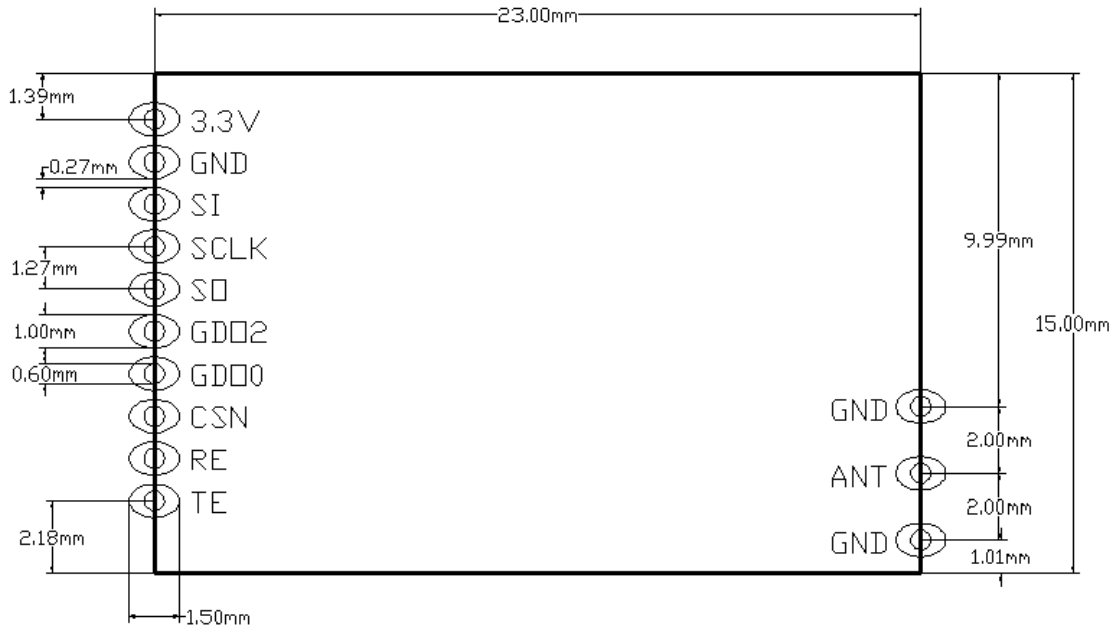 23.00mm
1.39mm
3.3V
0.27mm
GND
SI
SCLK
9.99mm
1.27mm
SO
15.00mm
1.00mm
GDO2
0.60mm
GDO0
GND
CSN
2.00mm
RE
ANT
TE
2.00mm
2.18mm
GND
1.01mm
1.50mm